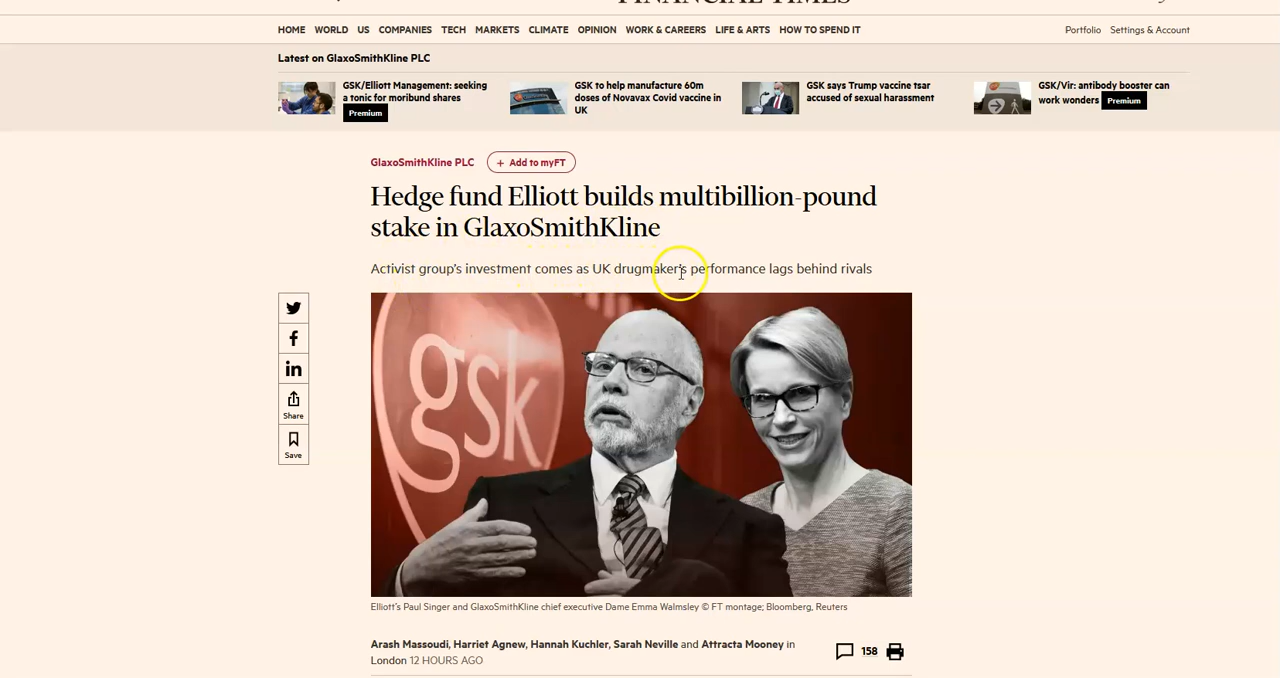 FINANCIAL TIMES
HOME WORLD US COMPANIES TECH MARKETS CLIMATE OPINION WORK & CAREERS LIFE & ARTS HOW TO SPEND IT Portfolio Settings & Account
Latest on GlaxoSmithKline PLC
GSK/Elliott Management: seeking
a tonic for moribund shares
Premium
GSK to help manufacture 60m
doses of Novavax Covid vaccine in
UK
GSK says Trump vaccine tsar
accused of sexual harassment
GSK/Vir: antibody booster can
work wonders Premium
GlaxoSmithKline PLC + Add to myFT
Hedge fund Elliott builds multibillion-pound
stake in GlaxoSmithKline
Activist group's investment comes as UK drugmaker's performance lags behind rivals
in
Share
Save
gsk
Elliott's Paul Singer and GlaxoSmithKline chief executive Dame Emma Walmsley © FT montage; Bloomberg, Reuters
Arash Massoudi, Harriet Agnew, Hannah Kuchler, Sarah Neville and Attracta Mooney in
London 12 HOURS AGO
158